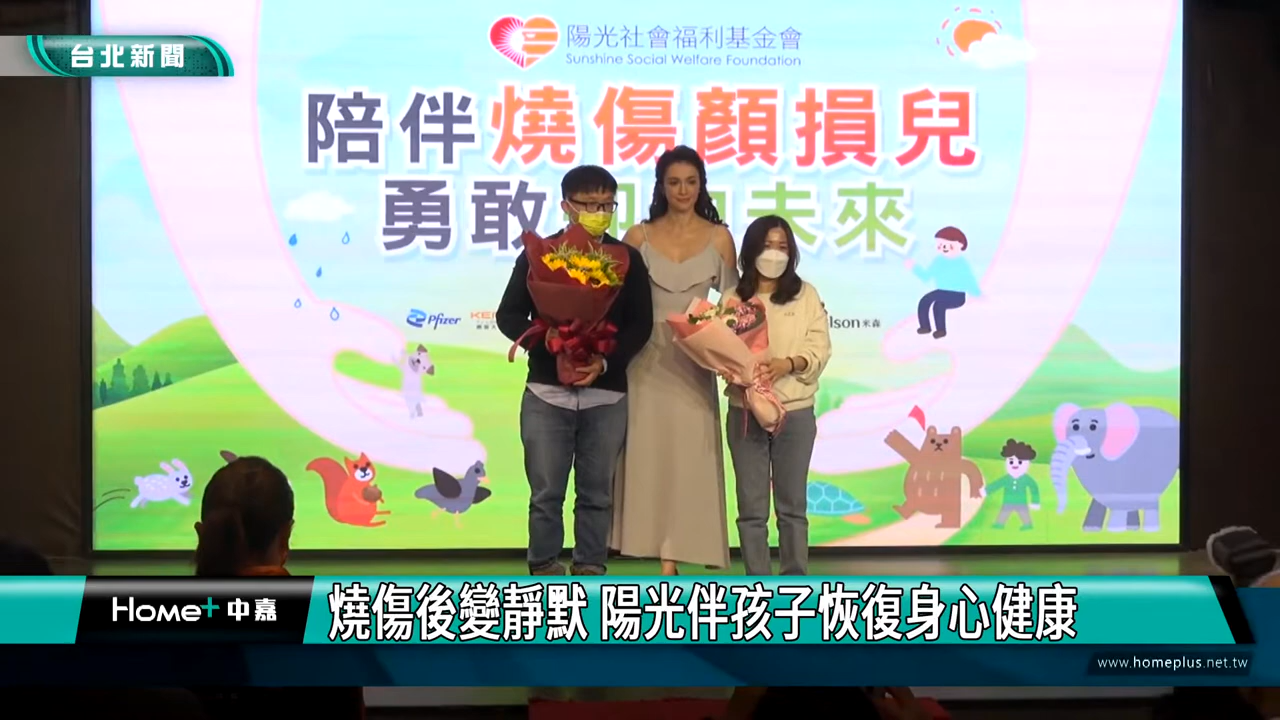 台北新聞
陽光社會福利基金會
Sunshine Social Welfare Foundation
陪伴燒傷顏損兒
勇敢 未來
Pfizer
米森
Home+ 中嘉
燒傷後變靜默 陽光伴孩子恢復身心健康
www.homeplus.net.tw